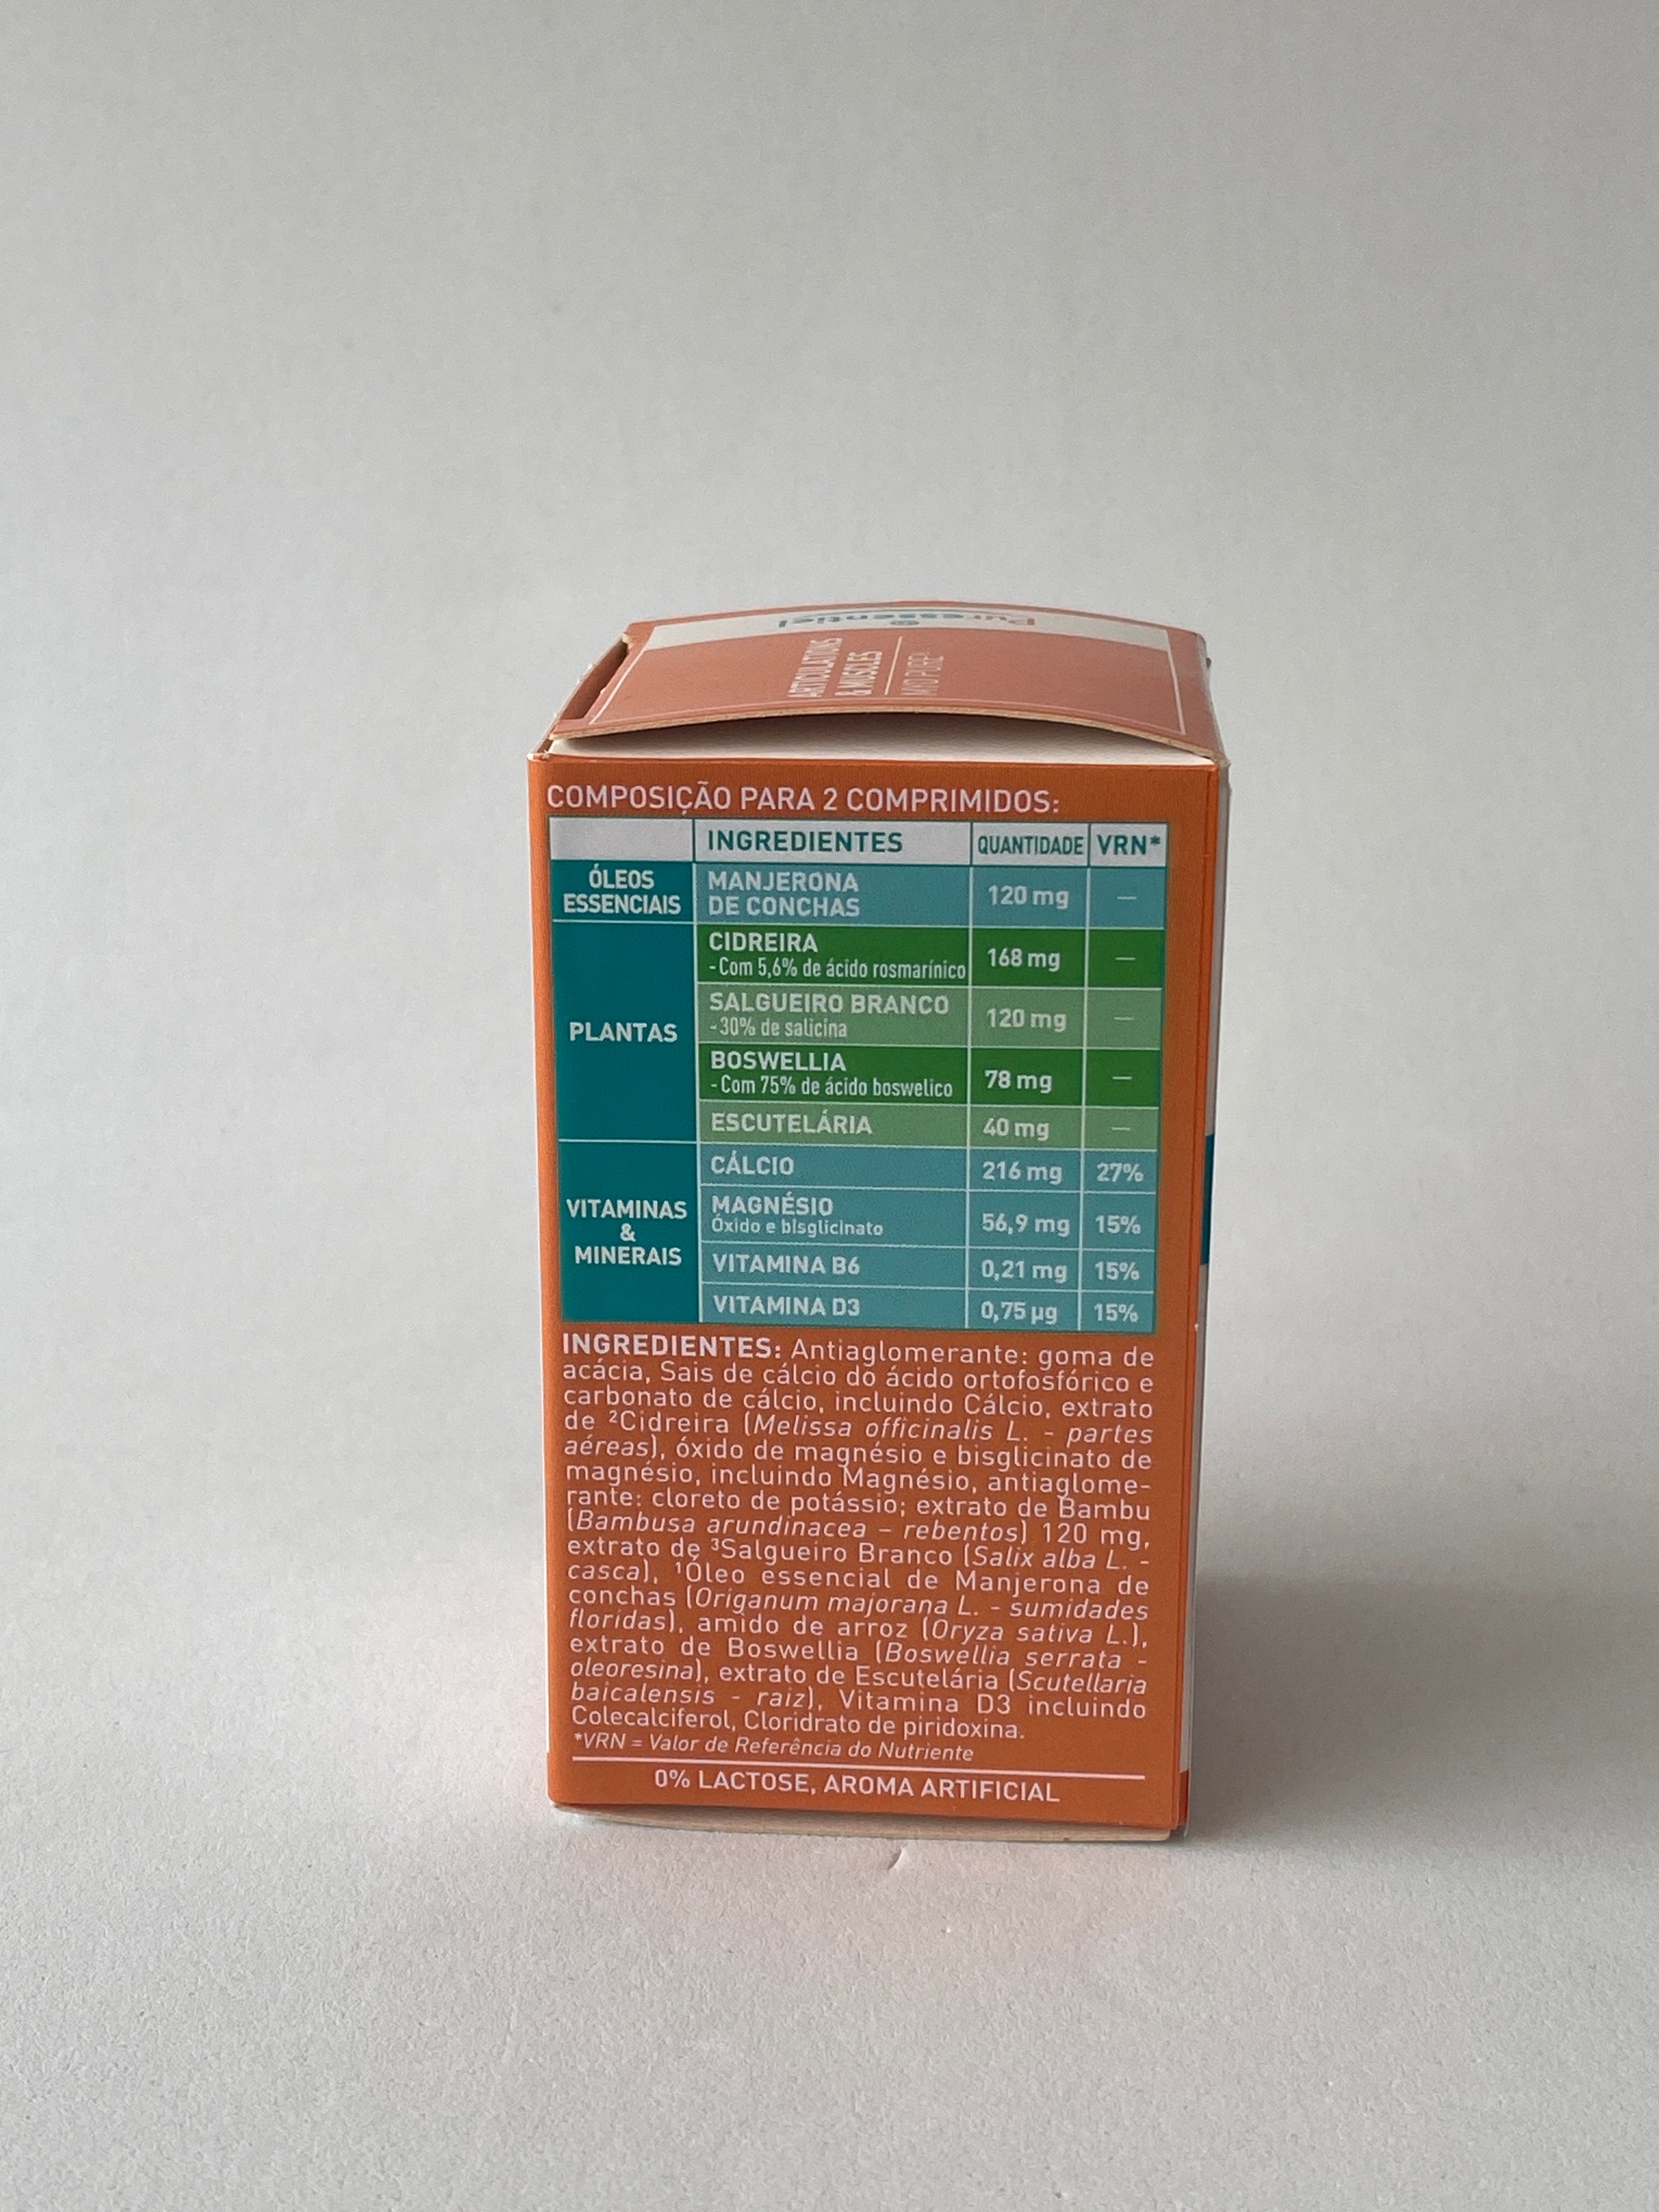 Puressentiel
ARTICULATIONS
& MUSCLES
COMPOSIÇÃO PARA 2 COMPRIMIDOS:
INGREDIENTES QUANTIDADE VRN*
ÓLEOS ESSENCIAIS
MANJERONA
DE CONCHAS 120 mg —
PLANTAS
CIDREIRA
- Com 5,6% de ácido rosmarínico 168 mg —
SALGUEIRO BRANCO
- 30% de salicina 120 mg —
BOSWELLIA
- Com 75% de ácido boswelico 78 mg —
ESCUTELÁRIA 40 mg —
VITAMINAS
&
MINERAIS
CÁLCIO 216 mg 27%
MAGNÉSIO
Óxido e bisglicinato 56,9 mg 15%
VITAMINA B6 0,21 mg 15%
VITAMINA D3 0,75 µg 15%
INGREDIENTES: Antiaglomerante: goma de
acácia, Sais de cálcio do ácido ortofosfórico e
carbonato de cálcio, incluindo Cálcio, extrato
de ²Cidreira (Melissa officinalis L. - partes
aéreas), óxido de magnésio e bisglicinato de
magnésio, incluindo Magnésio, antiaglome-
rante: cloreto de potássio; extrato de Bambu
(Bambusa arundinacea – rebentos) 120 mg,
extrato de ³Salgueiro Branco (Salix alba L. -
casca), ¹Óleo essencial de Manjerona de
conchas (Origanum majorana L. - sumidades
floridas), amido de arroz (Oryza sativa L.),
extrato de Boswellia (Boswellia serrata -
oleoresina), extrato de Escutelária (Scutellaria
baicalensis - raiz), Vitamina D3 incluindo
Colecalciferol, Cloridrato de piridoxina.
*VRN = Valor de Referência do Nutriente
0% LACTOSE, AROMA ARTIFICIAL